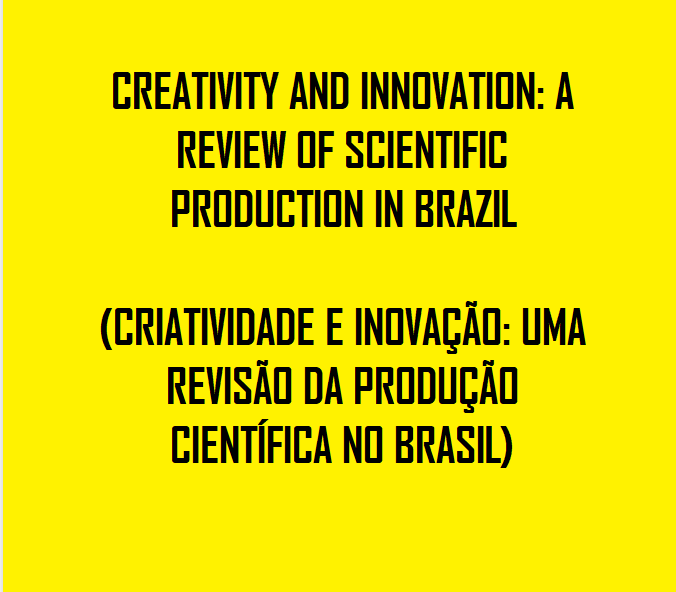 CREATIVITY AND INNOVATION: A
REVIEW OF SCIENTIFIC
PRODUCTION IN BRAZIL
(CRIATIVIDADE E INOVAÇÃO: UMA
REVISÃO DA PRODUÇÃO
CIENTÍFICA NO BRASIL)